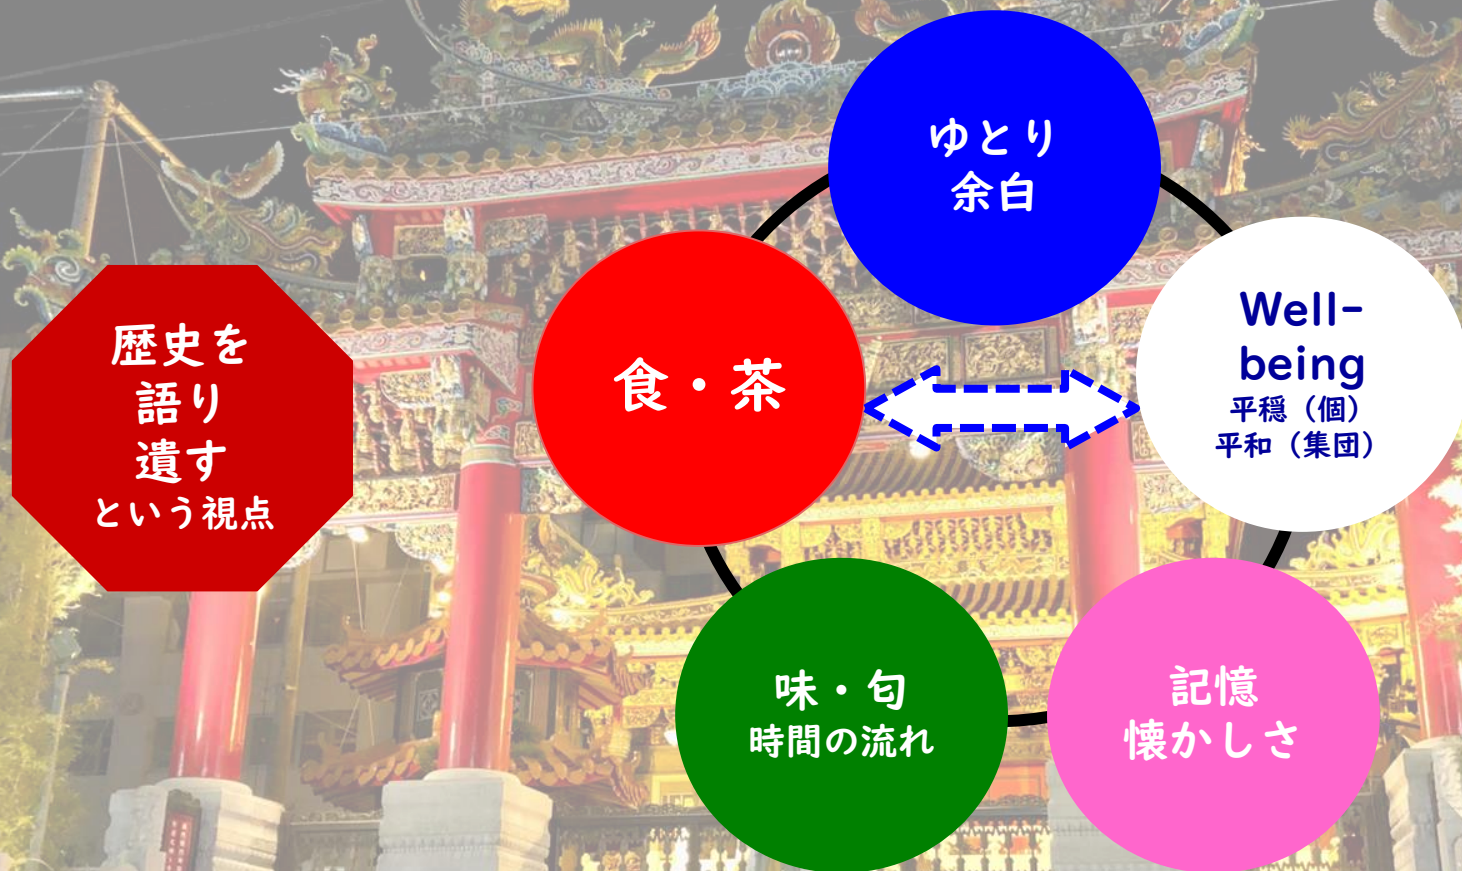 歴史を
語り
遺す
という視点
ゆとり
余白
食・茶
Well-
being
平穏（個）
平和（集団）
味・匂
時間の流れ
記憶
懐かしさ